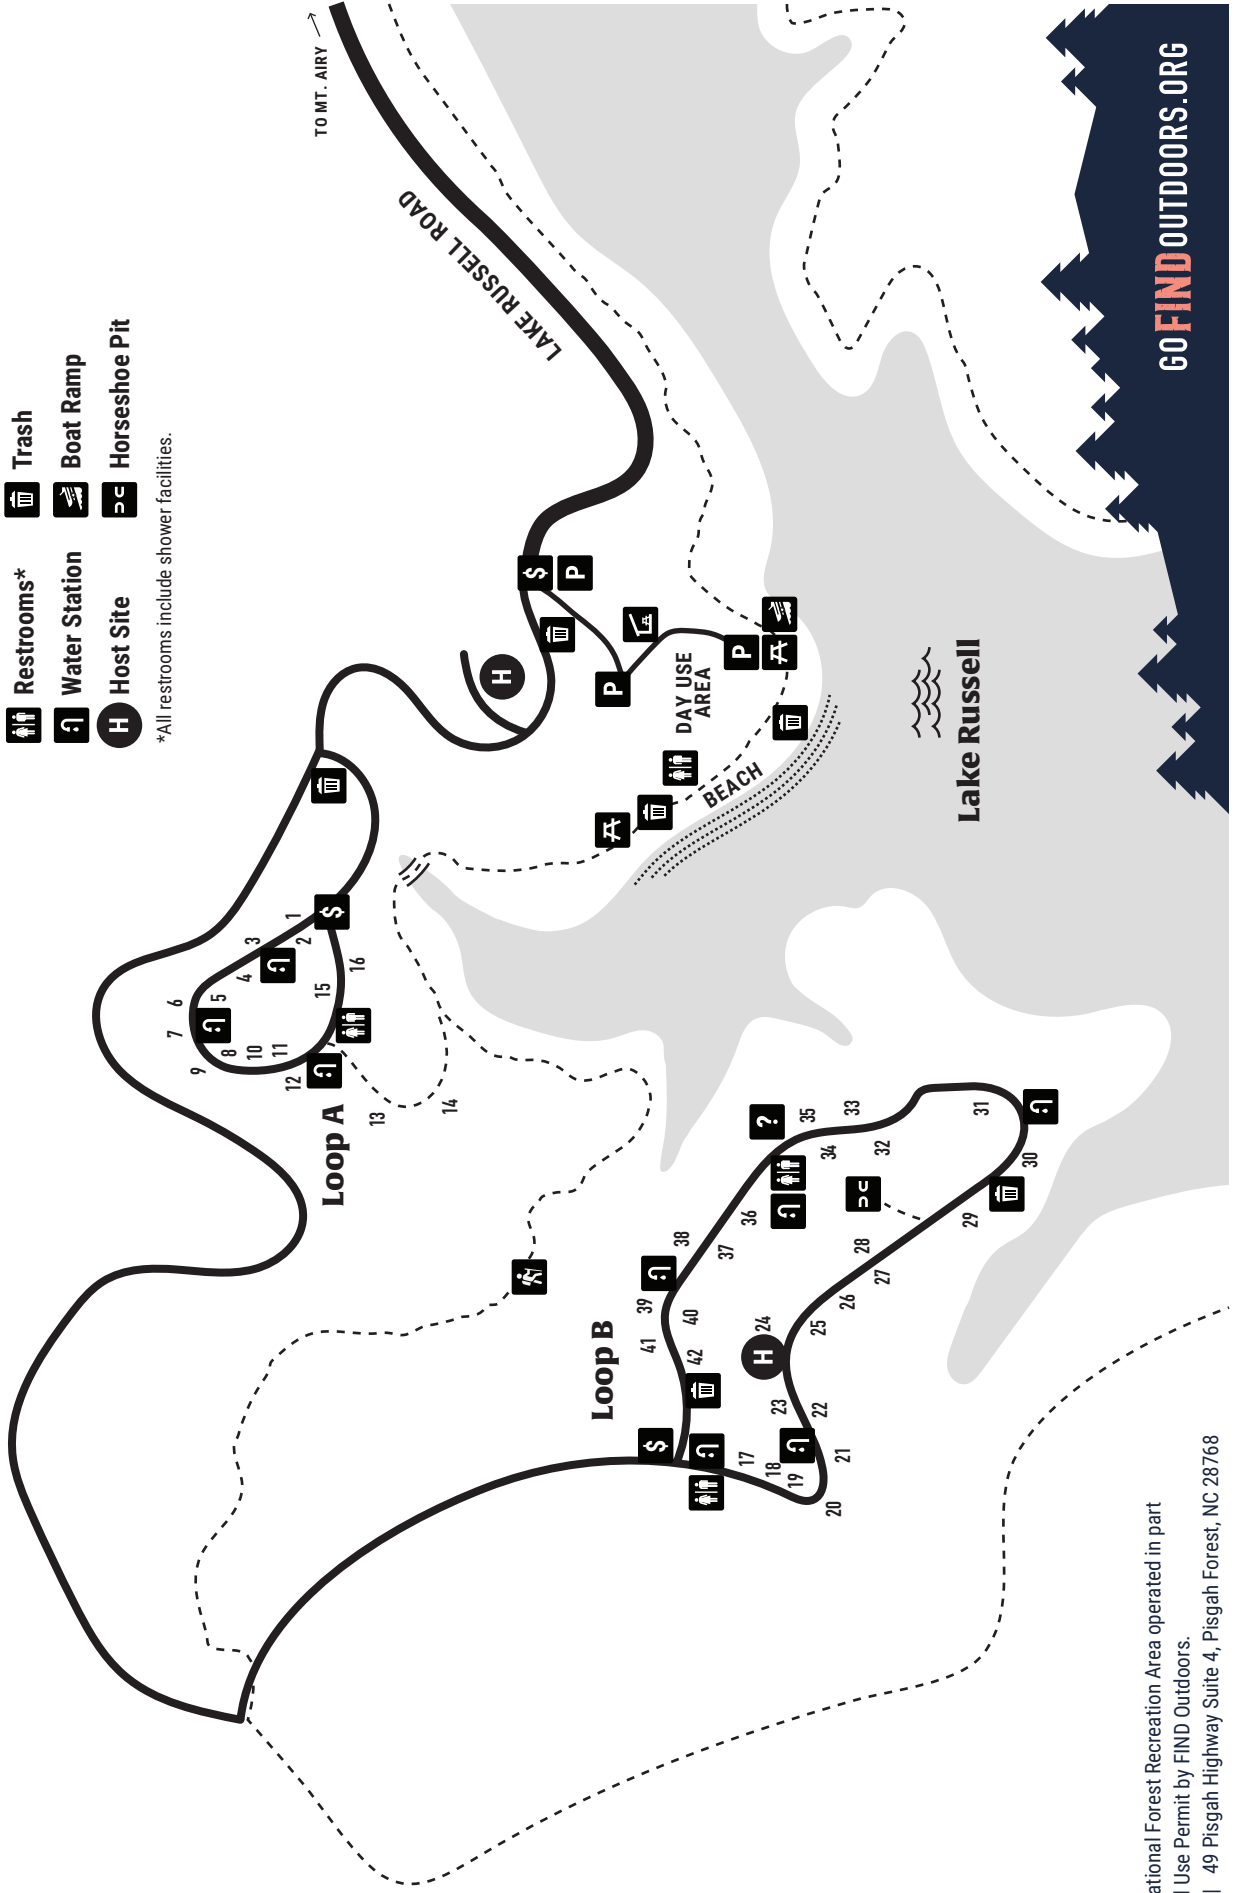 Restrooms*
Trash
Water Station
Boat Ramp
H Host Site
Horseshoe Pit
*All restrooms include shower facilities.
TO MT. AIRY →
LAKE RUSSELL ROAD
$
P
H
P
P
DAY USE
AREA
BEACH
Lake Russell
$
1
2
3
4
5
6
7
8
9
10
11
12
13
14
15
16
Loop A
Loop B
$
17
18
19
20
21
22
23
H
24
25
26
27
28
29
30
31
32
33
34
35
?
36
37
38
39
40
41
42
GOFINDOUTDOORS.ORG
ational Forest Recreation Area operated in part
l Use Permit by FIND Outdoors.
| 49 Pisgah Highway Suite 4, Pisgah Forest, NC 28768